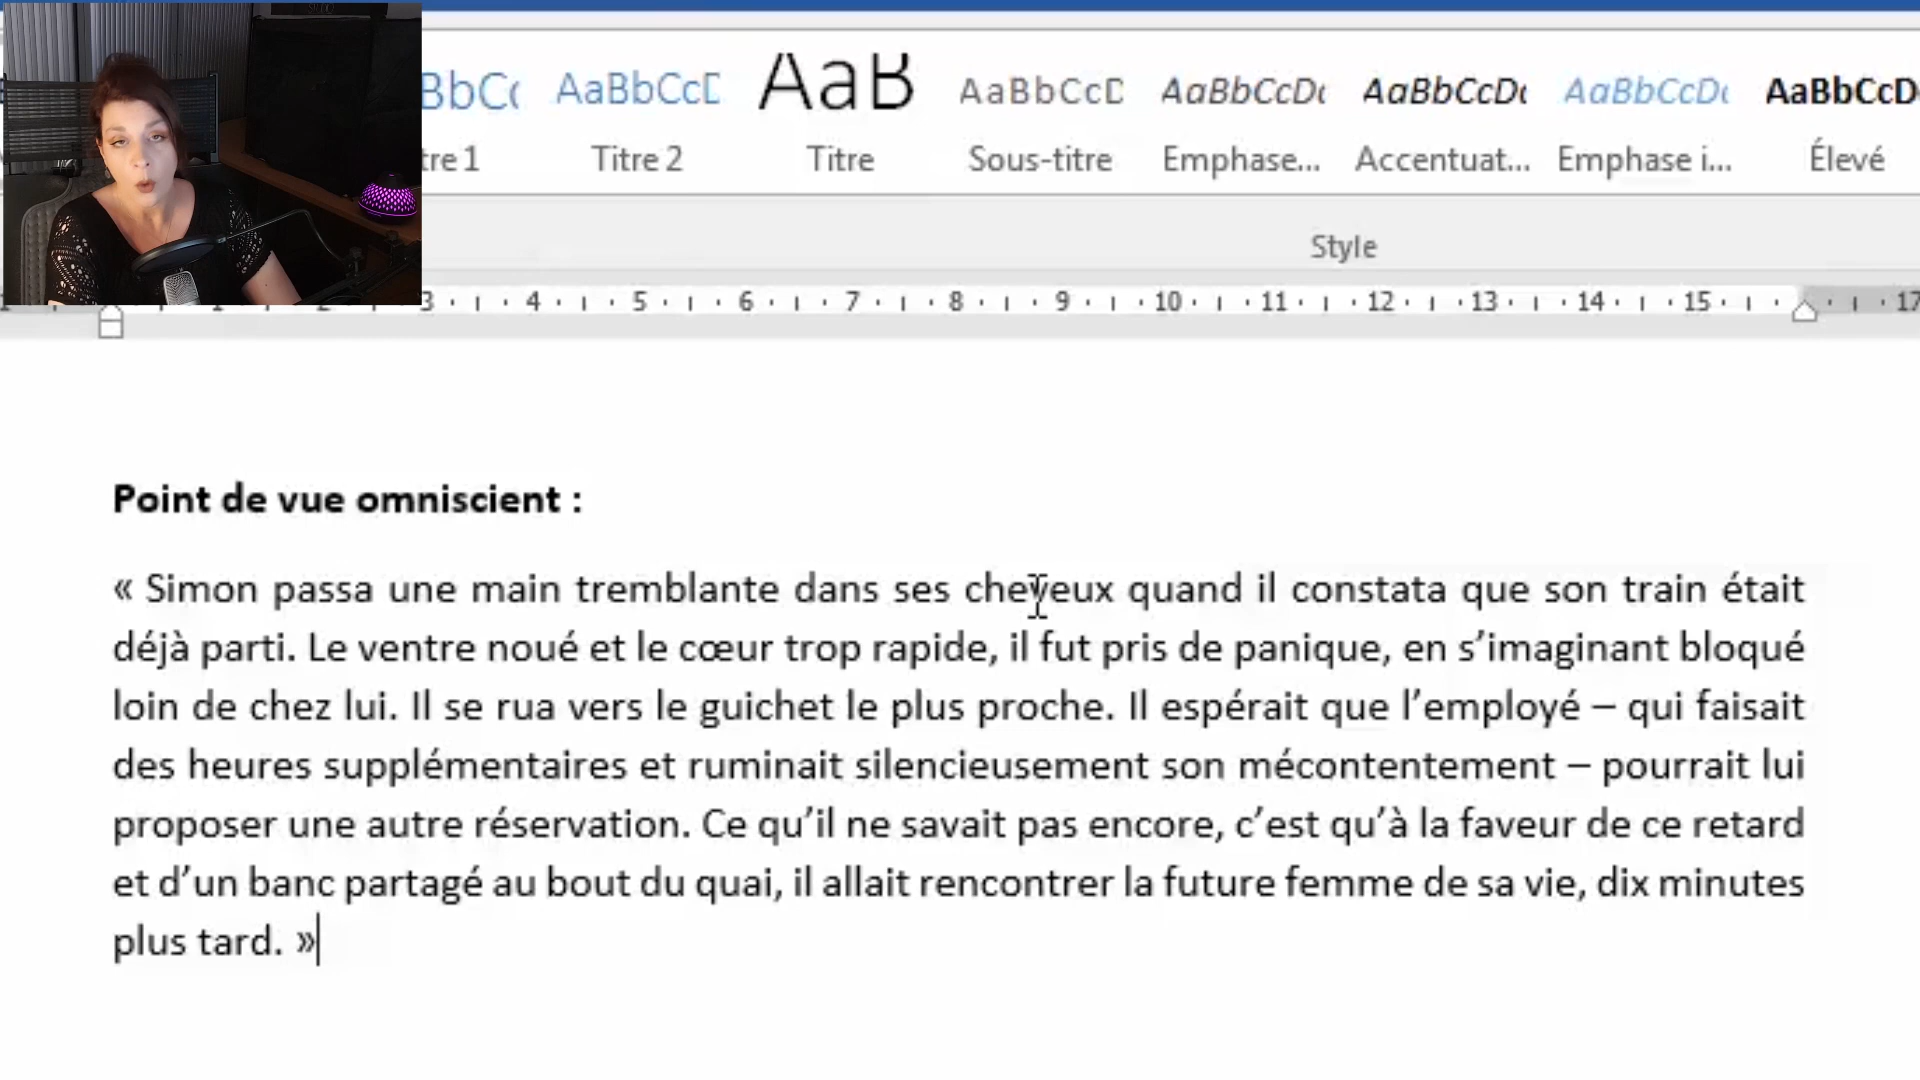 BbCc AaBbCcD AaB AaBbCcD AaBbCcDc AaBbCcDc AaBbCcDc AaBbCcD
tre 1 Titre 2 Titre Sous-titre Emphase... Accentuat... Emphase i... Élevé
Style
3 4 5 6 7 8 9 10 11 12 13 14 15 17
Point de vue omniscient :
« Simon passa une main tremblante dans ses cheveux quand il constata que son train était
déjà parti. Le ventre noué et le cœur trop rapide, il fut pris de panique, en s’imaginant bloqué
loin de chez lui. Il se rua vers le guichet le plus proche. Il espérait que l’employé – qui faisait
des heures supplémentaires et ruminait silencieusement son mécontentement – pourrait lui
proposer une autre réservation. Ce qu’il ne savait pas encore, c’est qu’à la faveur de ce retard
et d’un banc partagé au bout du quai, il allait rencontrer la future femme de sa vie, dix minutes
plus tard. »